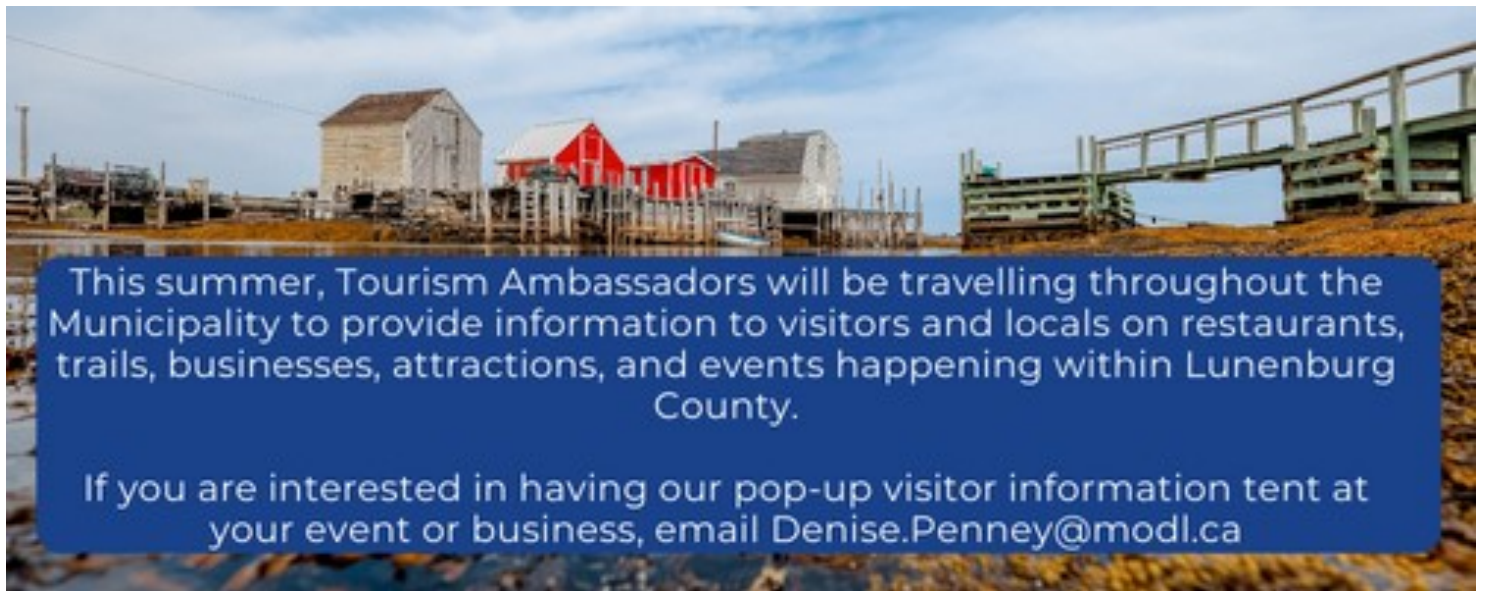 This summer, Tourism Ambassadors will be travelling throughout the
Municipality to provide information to visitors and locals on restaurants,
trails, businesses, attractions, and events happening within Lunenburg
County.
If you are interested in having our pop-up visitor information tent at
your event or business, email Denise.Penney@modl.ca